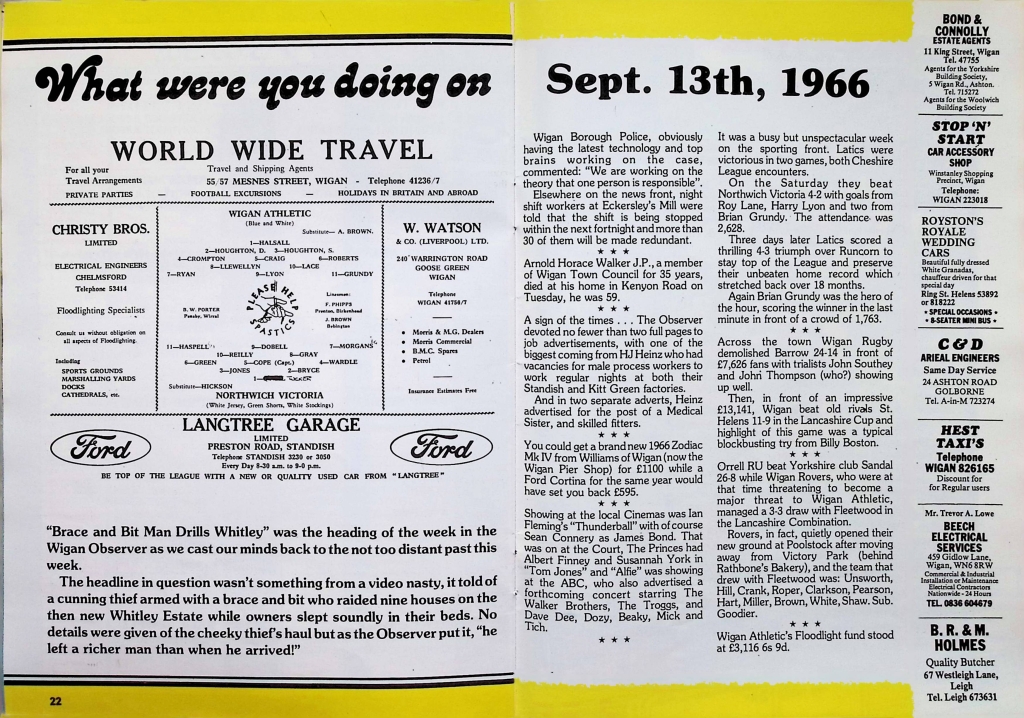 What were you doing on
WORLD WIDE TRAVEL
For all your
Travel Arrangements
Travel and Shipping Agents
55/57 MESNES STREET, WIGAN - Telephone 41236/7
PRIVATE PARTIES — FOOTBALL EXCURSIONS — HOLIDAYS IN BRITAIN AND ABROAD
CHRISTY BROS.
LIMITED
ELECTRICAL ENGINEERS
CHELMSFORD
Telephone 53414
Floodlighting Specialists
Consult us without obligation on
all aspects of Floodlighting.
Including
SPORTS GROUNDS
MARSHALLING YARDS
DOCKS
CATHEDRALS, etc.
WIGAN ATHLETIC
(Blue and White)
Substitute— A. BROWN.
1—HALSALL
2—HOUGHTON, D. 3—HOUGHTON, S.
4—CROMPTON 5—CRAIG 6—ROBERTS
8—LLEWELLYN 10—LACE
7—RYAN 9—LYON 11—GRUNDY
B. W. PORTER
Pensby, Wirral
PLEASE HELP
SPASTICS
Linesmen:
F. PHIPPS
Prenton, Birkenhead
J. BROWN
Bebington
11—HASPELL 9—DOBELL 7—MORGANS
10—REILLY 8—GRAY
6—GREEN 5—COPE (Capt.) 4—WARDLE
3—JONES 2—BRYCE
1—
Substitute—HICKSON
NORTHWICH VICTORIA
(White Jersey, Green Shorts, White Stockings)
W. WATSON
& CO. (LIVERPOOL) LTD.
240 WARRINGTON ROAD
GOOSE GREEN
WIGAN
Telephone
WIGAN 41758/7
• Morris & M.G. Dealers
• Morris Commercial
• B.M.C. Spares
• Petrol
Insurance Estimates Free
Ford
LANGTREE GARAGE
LIMITED
PRESTON ROAD, STANDISH
Telephone STANDISH 3230 or 3050
Every Day 8-30 a.m. to 9-0 p.m.
Ford
BE TOP OF THE LEAGUE WITH A NEW OR QUALITY USED CAR FROM "LANGTREE"
"Brace and Bit Man Drills Whitley" was the heading of the week in the
Wigan Observer as we cast our minds back to the not too distant past this
week.
The headline in question wasn't something from a video nasty, it told of
a cunning thief armed with a brace and bit who raided nine houses on the
then new Whitley Estate while owners slept soundly in their beds. No
details were given of the cheeky thief's haul but as the Observer put it, "he
left a richer man than when he arrived!"
22
Sept. 13th, 1966
Wigan Borough Police, obviously
having the latest technology and top
brains working on the case,
commented: "We are working on the
theory that one person is responsible".
Elsewhere on the news front, night
shift workers at Eckersley's Mill were
told that the shift is being stopped
within the next fortnight and more than
30 of them will be made redundant.
★ ★ ★
Arnold Horace Walker J.P., a member
of Wigan Town Council for 35 years,
died at his home in Kenyon Road on
Tuesday, he was 59.
★ ★ ★
A sign of the times . . . The Observer
devoted no fewer than two full pages to
job advertisements, with one of the
biggest coming from HJ Heinz who had
vacancies for male process workers to
work regular nights at both their
Standish and Kitt Green factories.
And in two separate adverts, Heinz
advertised for the post of a Medical
Sister, and skilled fitters.
★ ★ ★
You could get a brand new 1966 Zodiac
Mk IV from Williams of Wigan (now the
Wigan Pier Shop) for £1100 while a
Ford Cortina for the same year would
have set you back £595.
★ ★ ★
Showing at the local Cinemas was Ian
Fleming's "Thunderball" with of course
Sean Connery as James Bond. That
was on at the Court, The Princes had
Albert Finney and Susannah York in
"Tom Jones" and "Alfie" was showing
at the ABC, who also advertised a
forthcoming concert starring The
Walker Brothers, The Troggs, and
Dave Dee, Dozy, Beaky, Mick and
Tich.
★ ★ ★
It was a busy but unspectacular week
on the sporting front. Latics were
victorious in two games, both Cheshire
League encounters.
On the Saturday they beat
Northwich Victoria 4-2 with goals from
Roy Lane, Harry Lyon and two from
Brian Grundy. The attendance was
2,628.
Three days later Latics scored a
thrilling 4-3 triumph over Runcorn to
stay top of the League and preserve
their unbeaten home record which
stretched back over 18 months.
Again Brian Grundy was the hero of
the hour, scoring the winner in the last
minute in front of a crowd of 1,763.
★ ★ ★
Across the town Wigan Rugby
demolished Barrow 24-14 in front of
£7,626 fans with trialists John Southey
and John Thompson (who?) showing
up well.
Then, in front of an impressive
£13,141, Wigan beat old rivals St.
Helens 11-9 in the Lancashire Cup and
highlight of this game was a typical
blockbusting try from Billy Boston.
★ ★ ★
Orrell RU beat Yorkshire club Sandal
26-8 while Wigan Rovers, who were at
that time threatening to become a
major threat to Wigan Athletic,
managed a 3-3 draw with Fleetwood in
the Lancashire Combination.
Rovers, in fact, quietly opened their
new ground at Poolstock after moving
away from Victory Park (behind
Rathbone's Bakery), and the team that
drew with Fleetwood was: Unsworth,
Hill, Crank, Roper, Clarkson, Pearson,
Hart, Miller, Brown, White, Shaw. Sub.
Goodier.
★ ★ ★
Wigan Athletic's Floodlight fund stood
at £3,116 6s 9d.
BOND &
CONNOLLY
ESTATE AGENTS
11 King Street, Wigan
Tel. 47755
Agents for the Yorkshire
Building Society,
5 Wigan Rd., Ashton.
Tel. 715272
Agents for the Woolwich
Building Society
STOP 'N'
START
CAR ACCESSORY
SHOP
Winstanley Shopping
Precinct, Wigan
Telephone:
WIGAN 223018
ROYSTON'S
ROYALE
WEDDING
CARS
Beautiful fully dressed
White Granadas,
chauffeur driven for that
special day
Ring St. Helens 53892
or 818222
• SPECIAL OCCASIONS •
• 8-SEATER MINI BUS •
C & D
ARIEAL ENGINEERS
Same Day Service
24 ASHTON ROAD
GOLBORNE
Tel. A-in-M 723274
HEST
TAXI'S
Telephone
WIGAN 826165
Discount for
for Regular users
Mr. Trevor A. Lowe
BEECH
ELECTRICAL
SERVICES
459 Gidlow Lane,
Wigan, WN6 8RW
Commercial & Industrial
Installation or Maintenance
Electrical Contractors
Nationwide - 24 Hours
TEL. 0836 604679
B. R. & M.
HOLMES
Quality Butcher
67 Westleigh Lane,
Leigh
Tel. Leigh 673631